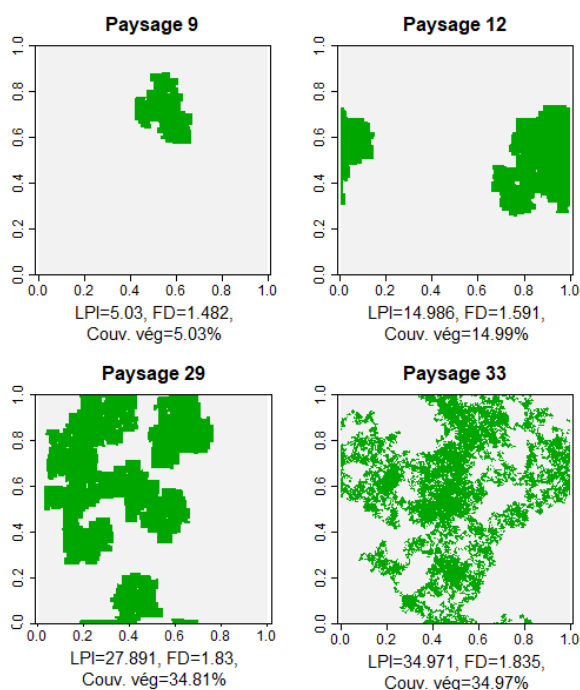 Paysage 9
1.0
0.8
0.6
0.4
0.2
0.0
0.0 0.2 0.4 0.6 0.8 1.0
LPI=5.03, FD=1.482,
Couv. vég=5.03%
Paysage 12
1.0
0.8
0.6
0.4
0.2
0.0
0.0 0.2 0.4 0.6 0.8 1.0
LPI=14.986, FD=1.591,
Couv. vég=14.99%
Paysage 29
1.0
0.8
0.6
0.4
0.2
0.0
0.0 0.2 0.4 0.6 0.8 1.0
LPI=27.891, FD=1.83,
Couv. vég=34.81%
Paysage 33
1.0
0.8
0.6
0.4
0.2
0.0
0.0 0.2 0.4 0.6 0.8 1.0
LPI=34.971, FD=1.835,
Couv. vég=34.97%